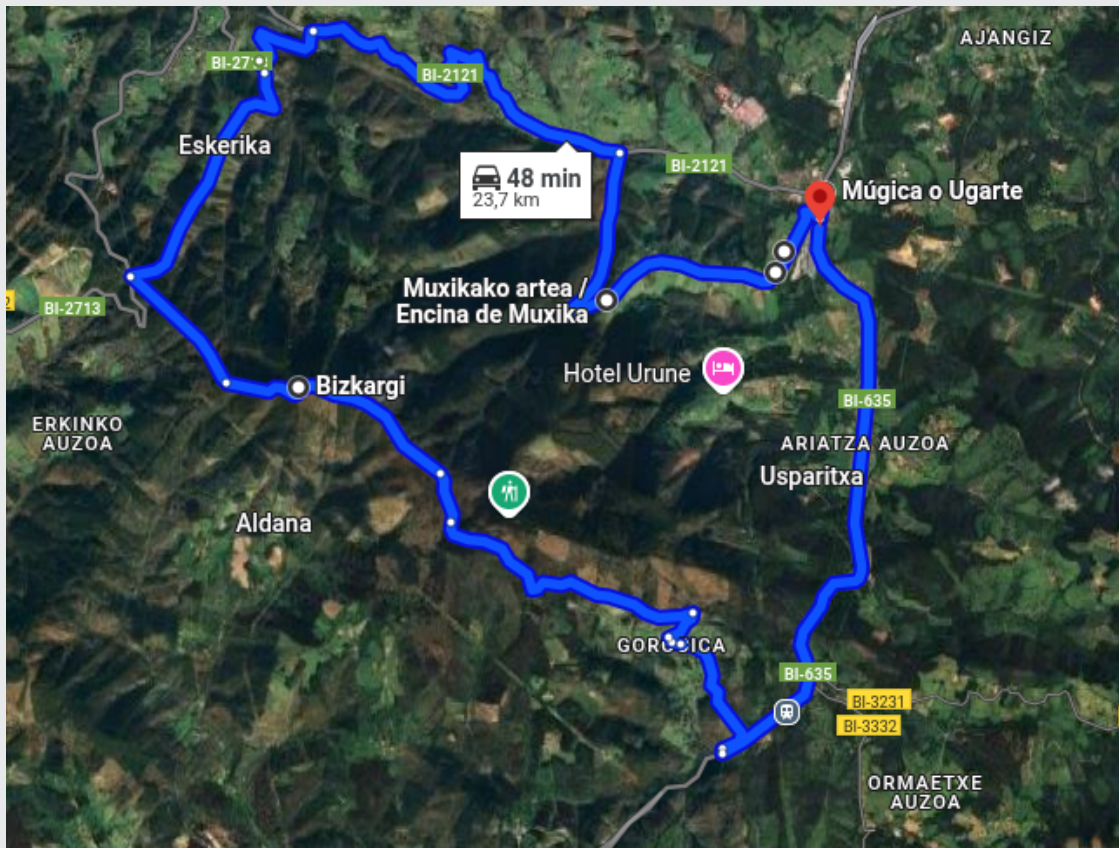 AJANGIZ
BI-2121
Eskerika
48 min
23,7 km
BI-2121
Múgica o Ugarte
Muxikako artea /
Encina de Muxika
BI-2713
Hotel Urune
Bizkargi
BI-635
ERKINKO
AUZOA
ARIATZA AUZOA
Usparitxa
Aldana
BI-635
BI-3231
BI-3332
ORMAETXE
AUZOA